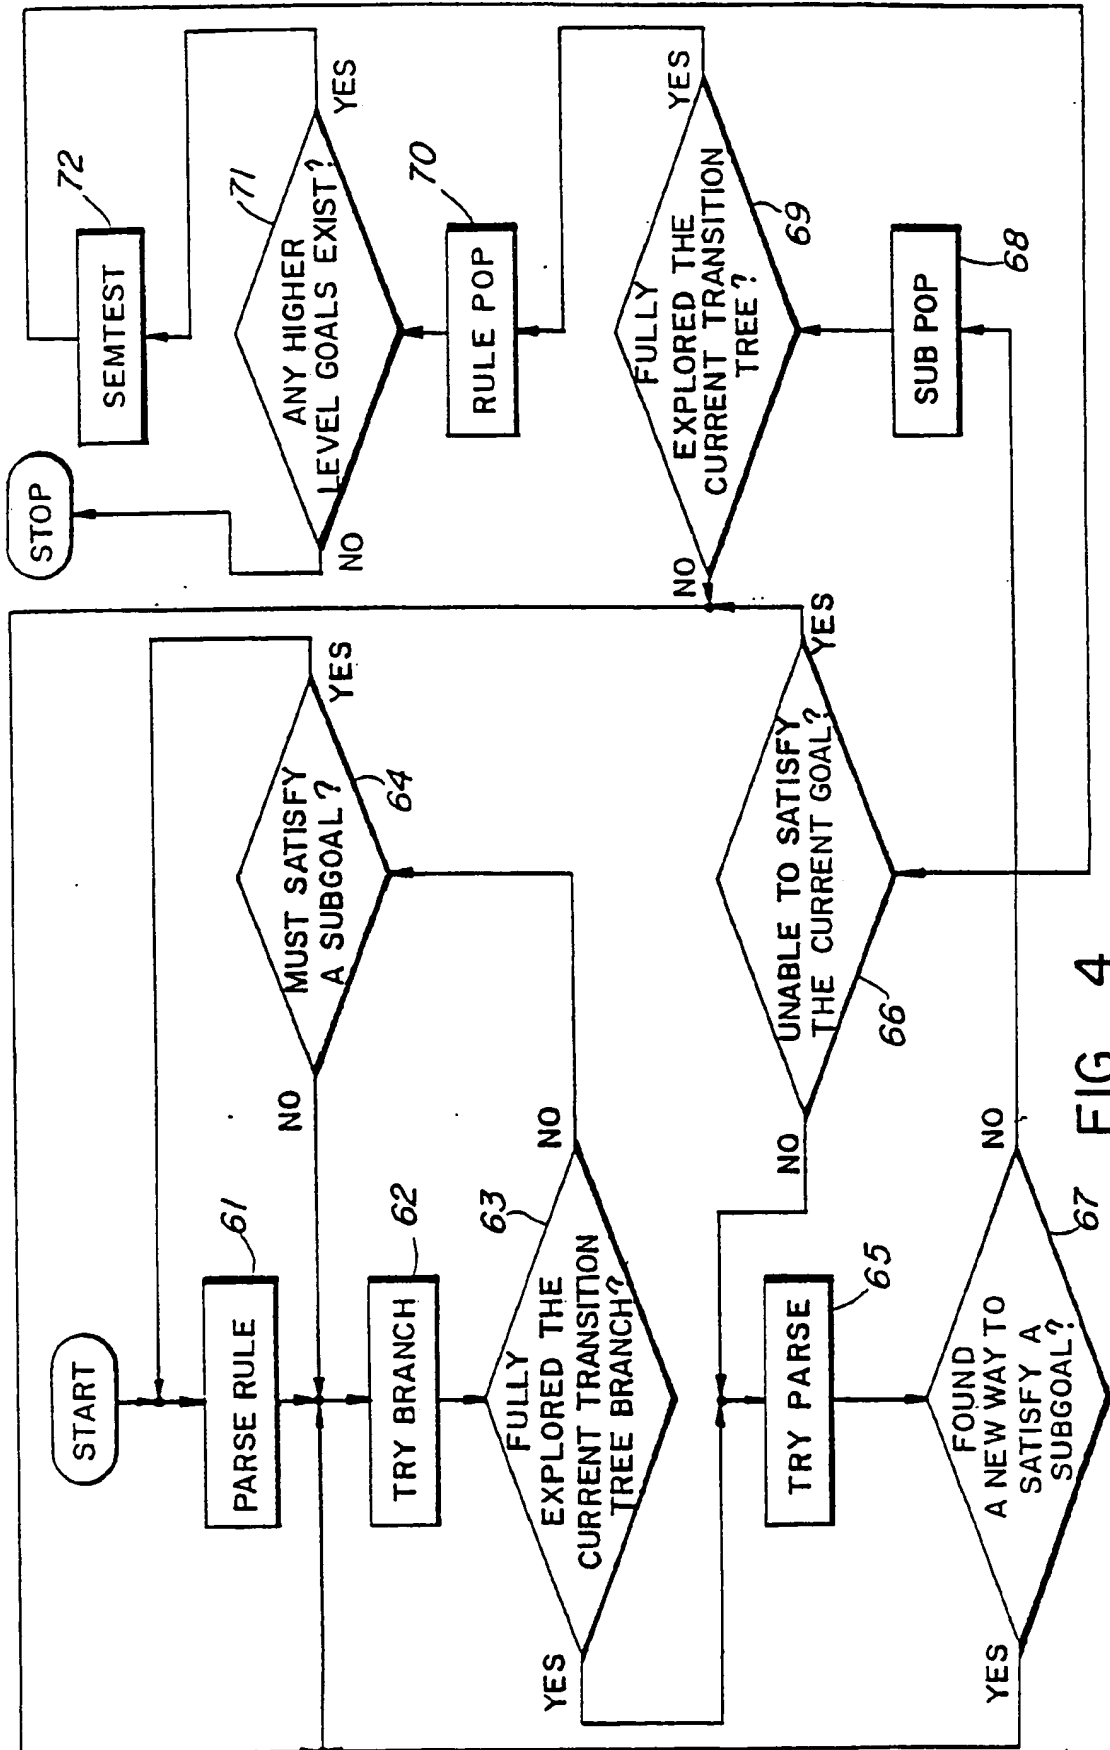 START
PARSE RULE
61
TRY BRANCH
62
FULLY
EXPLORED THE
CURRENT TRANSITION
TREE BRANCH?
63
YES
NO
MUST SATISFY
A SUBGOAL?
64
NO
YES
TRY PARSE
65
UNABLE TO SATISFY
THE CURRENT GOAL?
66
NO
YES
FOUND
A NEW WAY TO
SATISFY A
SUBGOAL?
67
YES
NO
SUB POP
68
FULLY
EXPLORED THE
CURRENT TRANSITION
TREE?
69
NO
YES
RULE POP
70
ANY HIGHER
LEVEL GOALS EXIST?
71
NO
YES
SEMTEST
72
STOP
FIG 4